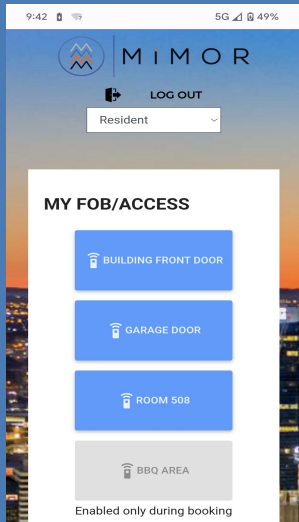 9:42 5G 49%
MiMOR
LOG OUT
Resident
MY FOB/ACCESS
BUILDING FRONT DOOR
GARAGE DOOR
ROOM 508
BBQ AREA
Enabled only during booking